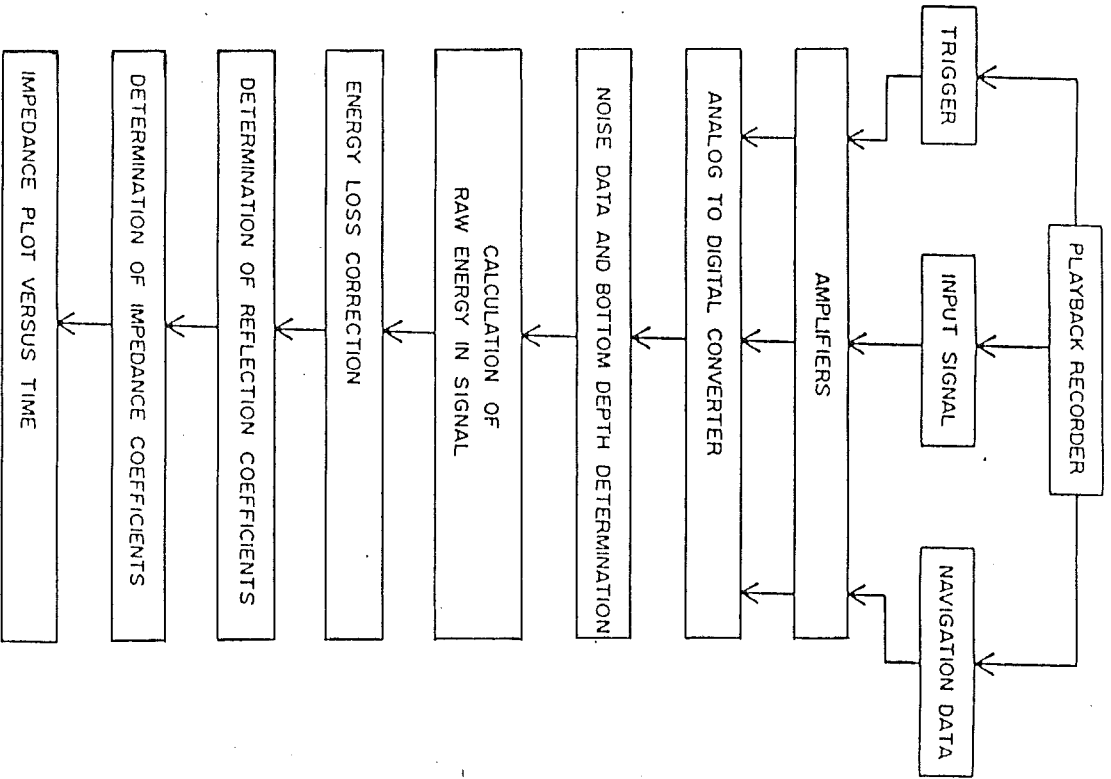 PLAYBACK RECORDER
TRIGGER
INPUT SIGNAL
NAVIGATION DATA
AMPLIFIERS
ANALOG TO DIGITAL CONVERTER
NOISE DATA AND BOTTOM DEPTH DETERMINATION
CALCULATION OF
RAW ENERGY IN SIGNAL
ENERGY LOSS CORRECTION
DETERMINATION OF REFLECTION COEFFICIENTS
DETERMINATION OF IMPEDANCE COEFFICIENTS
IMPEDANCE PLOT VERSUS TIME